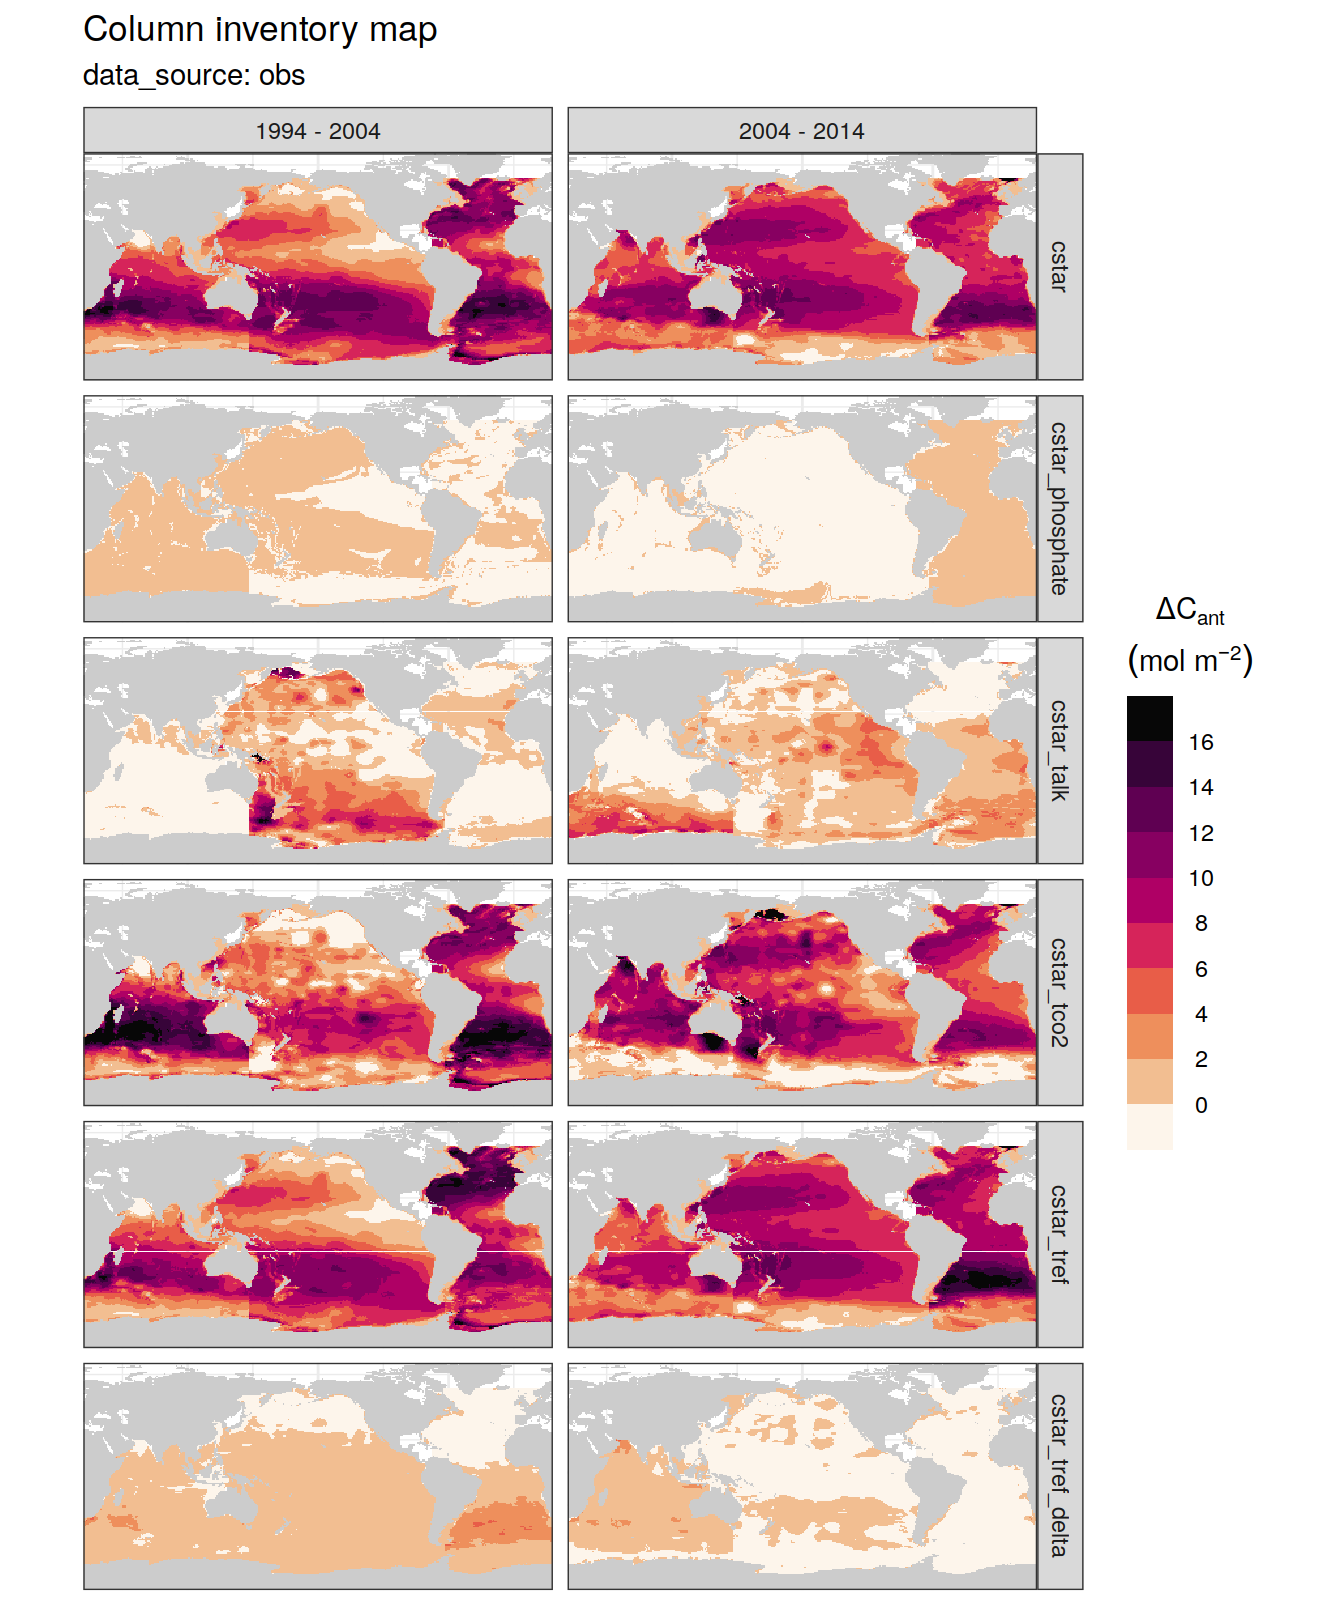 Column inventory map
data_source: obs
1994 - 2004
2004 - 2014
cstar
cstar_phosphate
cstar_talk
cstar_tco2
cstar_tref
cstar_tref_delta
ΔC_ant
(mol m⁻²)
16
14
12
10
8
6
4
2
0